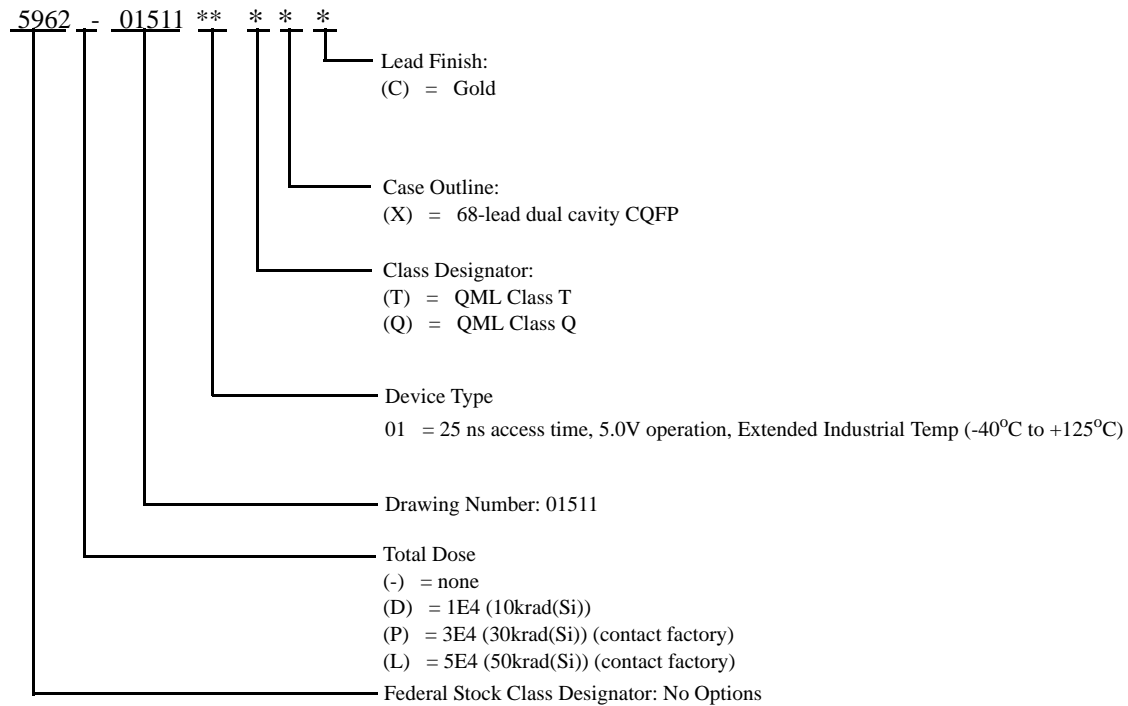 5962 - 01511 ** * * *
Lead Finish:
(C) = Gold
Case Outline:
(X) = 68-lead dual cavity CQFP
Class Designator:
(T) = QML Class T
(Q) = QML Class Q
Device Type
01 = 25 ns access time, 5.0V operation, Extended Industrial Temp (-40°C to +125°C)
Drawing Number: 01511
Total Dose
(-) = none
(D) = 1E4 (10krad(Si))
(P) = 3E4 (30krad(Si)) (contact factory)
(L) = 5E4 (50krad(Si)) (contact factory)
Federal Stock Class Designator: No Options